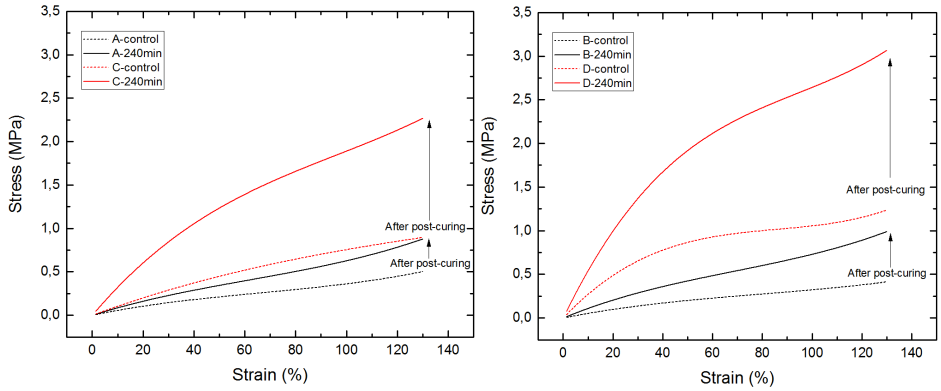 3,5
3,0
2,5
2,0
1,5
1,0
0,5
0,0
Stress (MPa)
A-control
A-240min
C-control
C-240min
After post-curing
After post-curing
0 20 40 60 80 100 120 140
Strain (%)
3,5
3,0
2,5
2,0
1,5
1,0
0,5
0,0
Stress (MPa)
B-control
B-240min
D-control
D-240min
After post-curing
After post-curing
0 20 40 60 80 100 120 140
Strain (%)